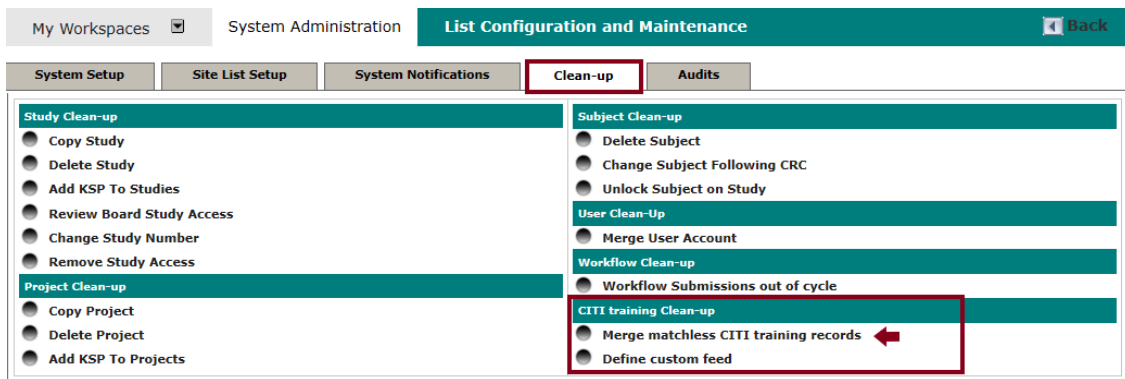 My Workspaces System Administration List Configuration and Maintenance Back
System Setup Site List Setup System Notifications Clean-up Audits
Study Clean-up
Copy Study
Delete Study
Add KSP To Studies
Review Board Study Access
Change Study Number
Remove Study Access
Project Clean-up
Copy Project
Delete Project
Add KSP To Projects
Subject Clean-up
Delete Subject
Change Subject Following CRC
Unlock Subject on Study
User Clean-Up
Merge User Account
Workflow Clean-up
Workflow Submissions out of cycle
CITI training Clean-up
Merge matchless CITI training records
Define custom feed